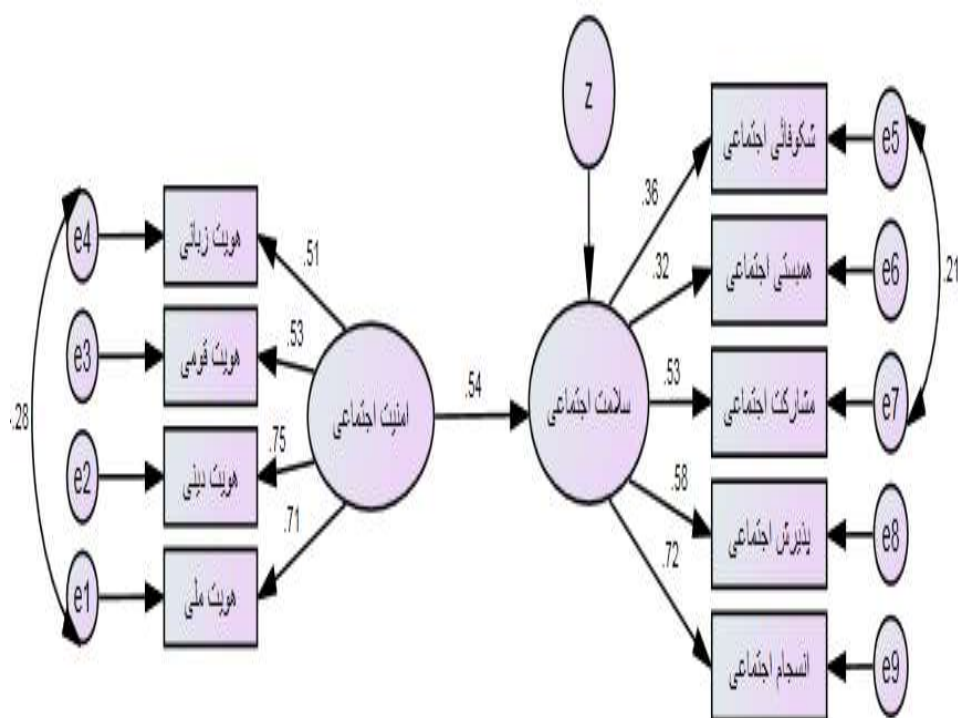 z
e5
شکوفائی اجتماعی
.36
e6
همبستی اجتماعی
.32
.21
e7
مشارکت اجتماعی
.53
e8
پذیرش اجتماعی
.58
e9
انسجام اجتماعی
.72
سلامت اجتماعی
.54
امنیت اجتماعی
.51
هویت زبانی
e4
.53
هویت قومی
e3
.75
هویت دینی
e2
.71
هویت ملی
e1
-.28